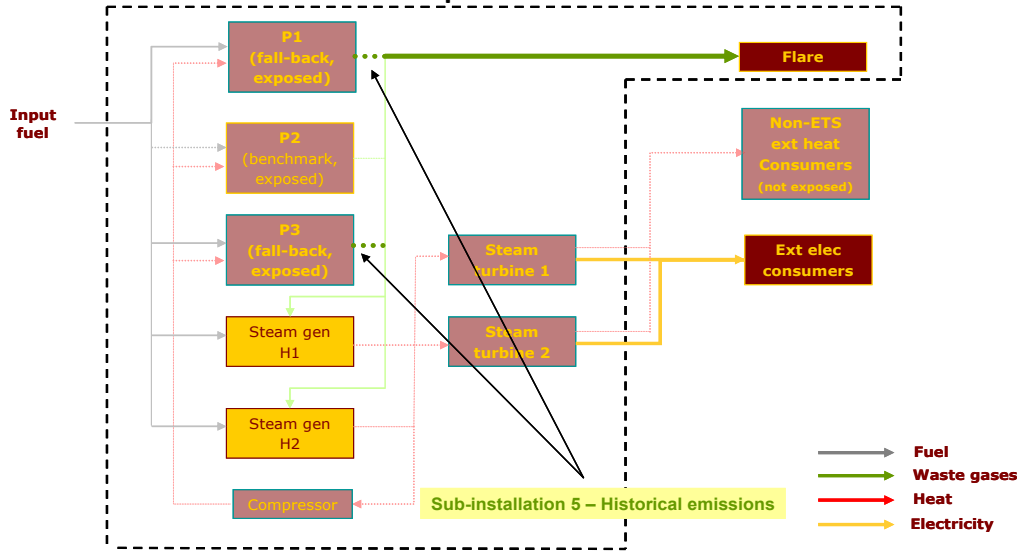 P1
(fall-back,
exposed)
Flare
Input
fuel
P2
(benchmark,
exposed)
Non-ETS
ext heat
Consumers
(not exposed)
P3
(fall-back,
exposed)
Steam
turbine 1
Ext elec
consumers
Steam gen
H1
Steam
turbine 2
Steam gen
H2
Compressor
Sub-installation 5 – Historical emissions
Fuel
Waste gases
Heat
Electricity